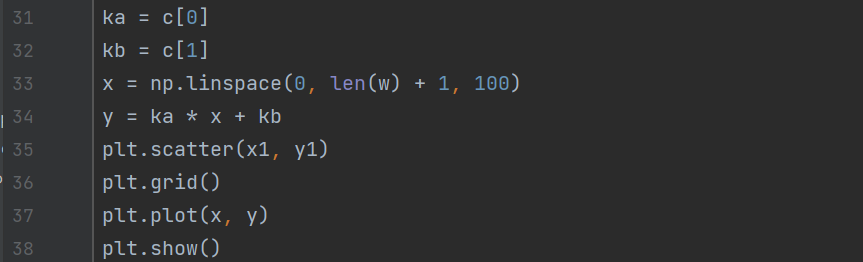 31 ka = c[0]
32 kb = c[1]
33 x = np.linspace(0, len(w) + 1, 100)
34 y = ka * x + kb
35 plt.scatter(x1, y1)
36 plt.grid()
37 plt.plot(x, y)
38 plt.show()